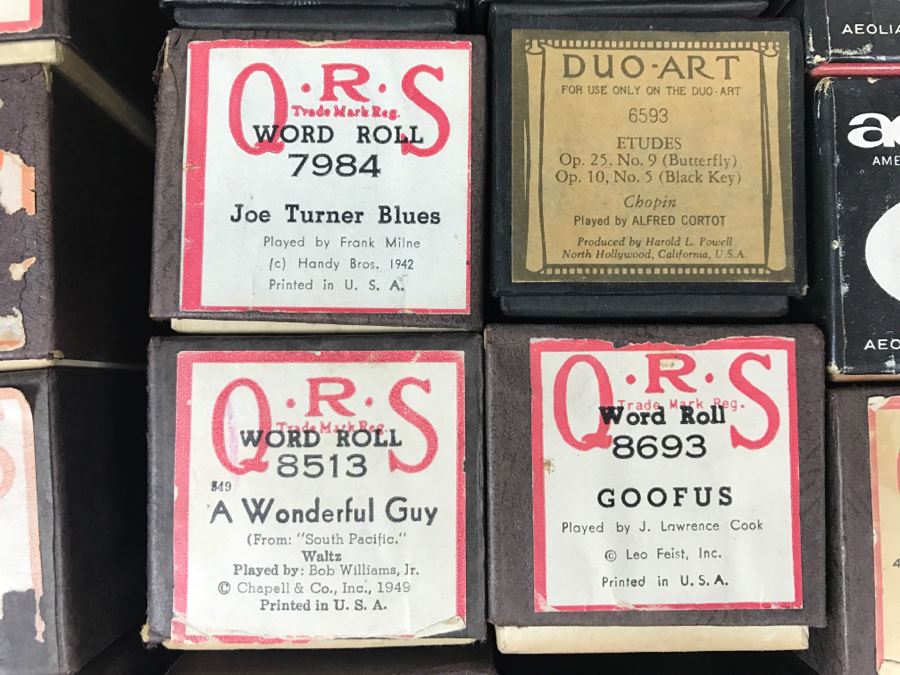 Q·R·S
Trade Mark Reg.
WORD ROLL
7984
Joe Turner Blues
Played by Frank Milne
(c) Handy Bros. 1942
Printed in U. S. A.
DUO-ART
FOR USE ONLY ON THE DUO-ART
6593
ETUDES
Op. 25, No. 9 (Butterfly)
Op. 10, No. 5 (Black Key)
Chopin
Played by ALFRED CORTOT
Produced by Harold L. Powell
North Hollywood, California, U.S.A.
Q·R·S
Trade Mark Reg.
WORD ROLL
8513
349
A Wonderful Guy
(From: "South Pacific."
Waltz
Played by: Bob Williams, Jr.
© Chapell & Co., Inc., 1949
Printed in U. S. A.
Q·R·S
Trade Mark Reg.
Word Roll
8693
GOOFUS
Played by J. Lawrence Cook
© Leo Feist, Inc.
Printed in U.S.A.